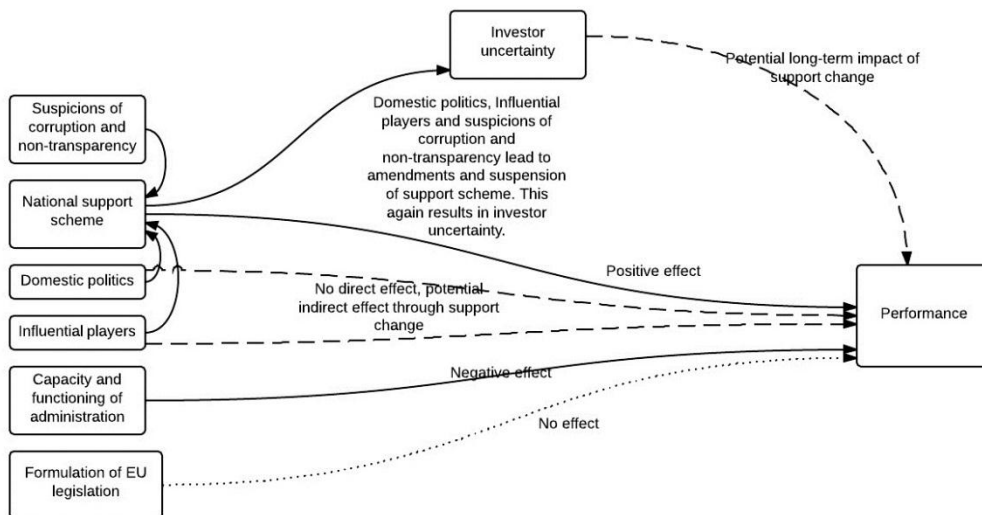 Investor
uncertainty
Potential long-term impact of
support change
Suspicions of
corruption and
non-transparency
Domestic politics, Influential
players and suspicions of
corruption and
non-transparency lead to
amendments and suspension
of support scheme. This
again results in investor
uncertainty.
National support
scheme
Domestic politics
Positive effect
No direct effect, potential
indirect effect through support
change
Influential players
Performance
Capacity and
functioning of
administration
Negative effect
No effect
Formulation of EU
legislation